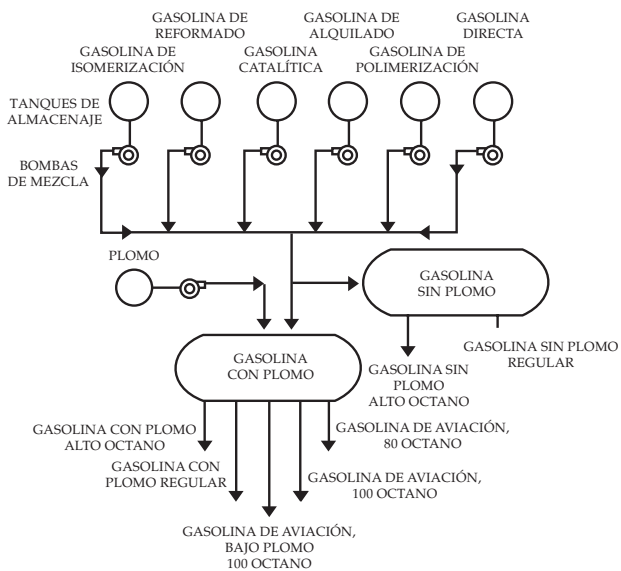 GASOLINA DE
REFORMADO
GASOLINA DE
ALQUILADO
GASOLINA
DIRECTA
GASOLINA DE
ISOMERIZACIÓN
GASOLINA
CATALÍTICA
GASOLINA DE
POLIMERIZACIÓN
TANQUES DE
ALMACENAJE
BOMBAS
DE MEZCLA
PLOMO
GASOLINA
SIN PLOMO
GASOLINA
CON PLOMO
GASOLINA SIN PLOMO
REGULAR
GASOLINA SIN
PLOMO
ALTO OCTANO
GASOLINA CON PLOMO
ALTO OCTANO
GASOLINA DE AVIACIÓN,
80 OCTANO
GASOLINA CON
PLOMO REGULAR
GASOLINA DE AVIACIÓN,
100 OCTANO
GASOLINA DE AVIACIÓN,
BAJO PLOMO
100 OCTANO